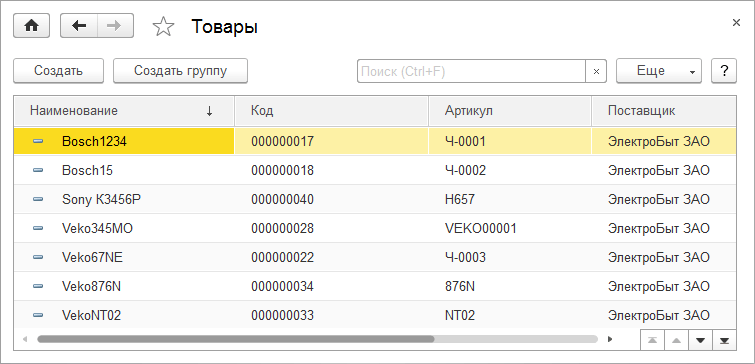 Товары
Создать Создать группу Поиск (Ctrl+F) × Еще ?
Наименование ↓ Код Артикул Поставщик
Bosch1234 000000017 Ч-0001 ЭлектроБыт ЗАО
Bosch15 000000018 Ч-0002 ЭлектроБыт ЗАО
Sony К3456P 000000040 Н657 ЭлектроБыт ЗАО
Veko345MO 000000028 VEKO00001 ЭлектроБыт ЗАО
Veko67NE 000000022 Ч-0003 ЭлектроБыт ЗАО
Veko876N 000000034 876N ЭлектроБыт ЗАО
VekoNT02 000000033 NT02 ЭлектроБыт ЗАО